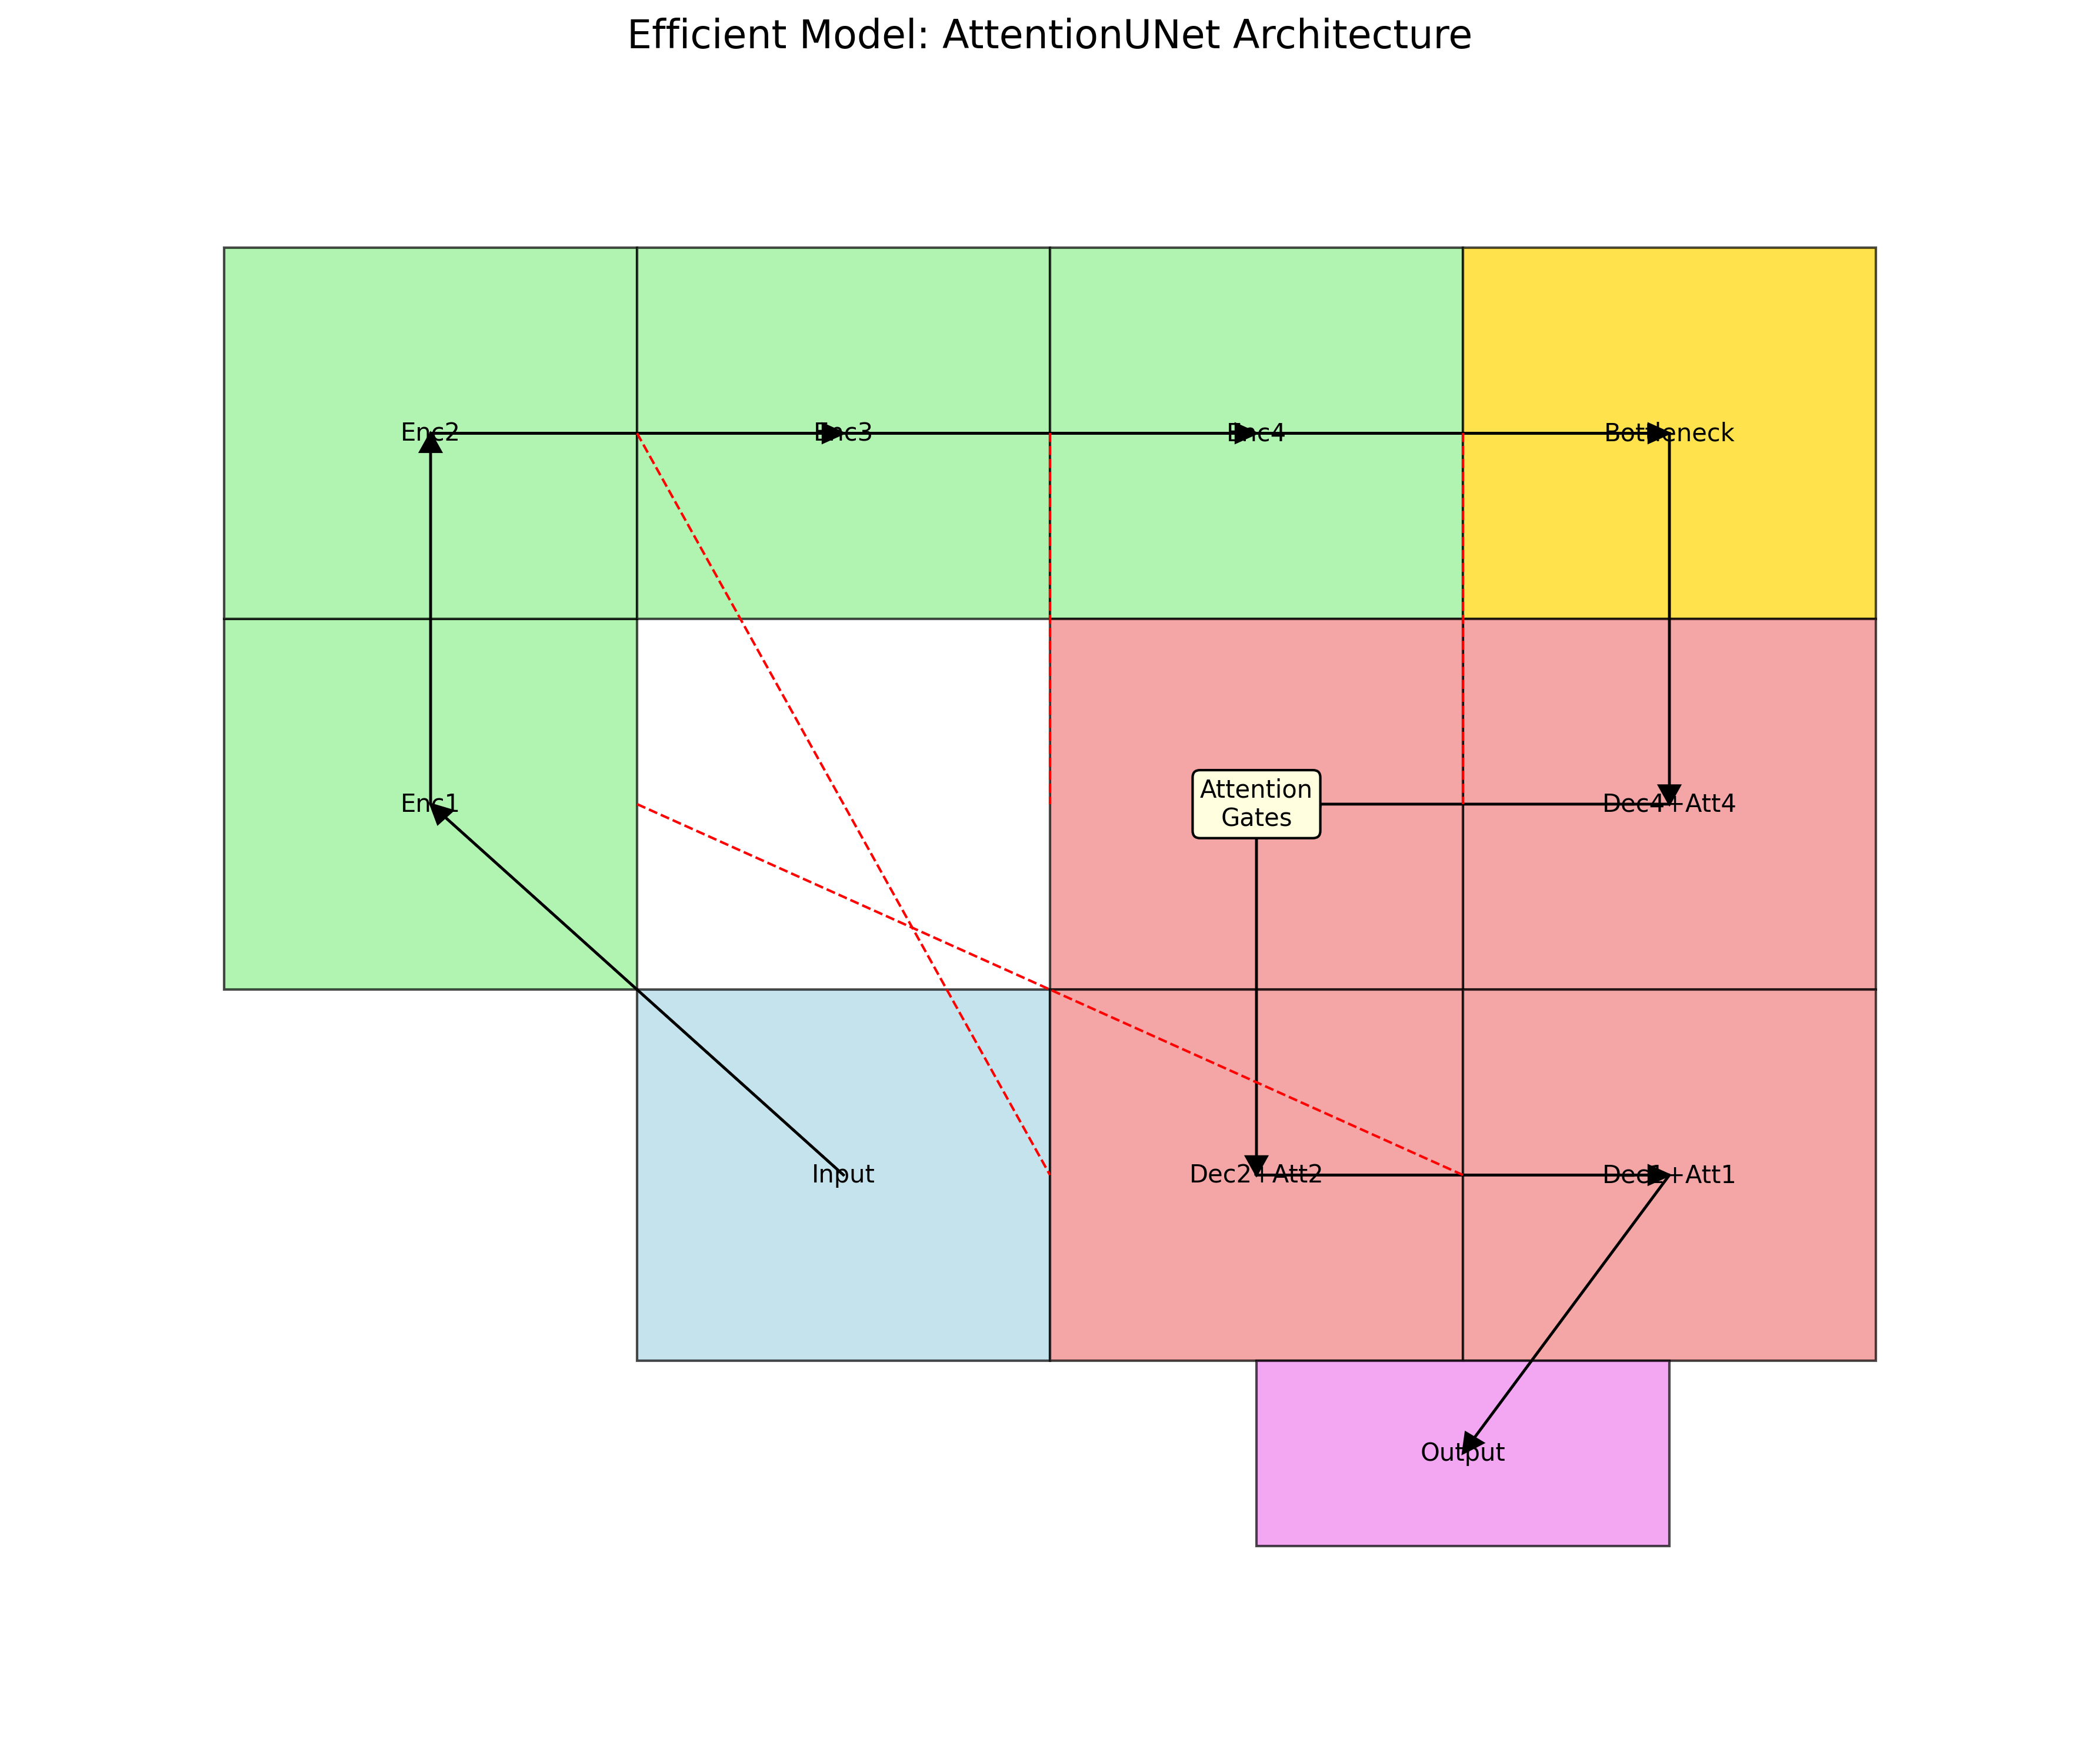 Efficient Model: AttentionUNet Architecture
Enc2
Enc3
Enc4
Bottleneck
Enc1
Attention
Gates
Dec4+Att4
Input
Dec2+Att2
Dec1+Att1
Output